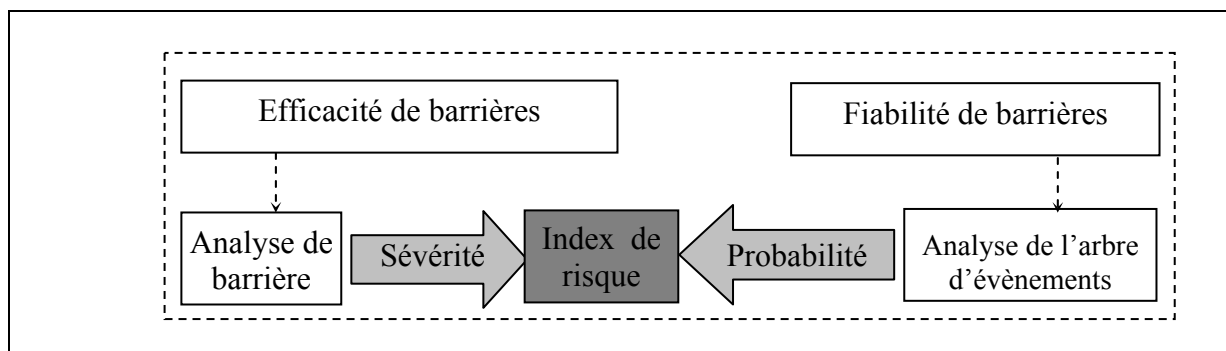 Efficacité de barrières
Fiabilité de barrières
Analyse de
barrière
Sévérité
Index de
risque
Probabilité
Analyse de l’arbre
d’évènements